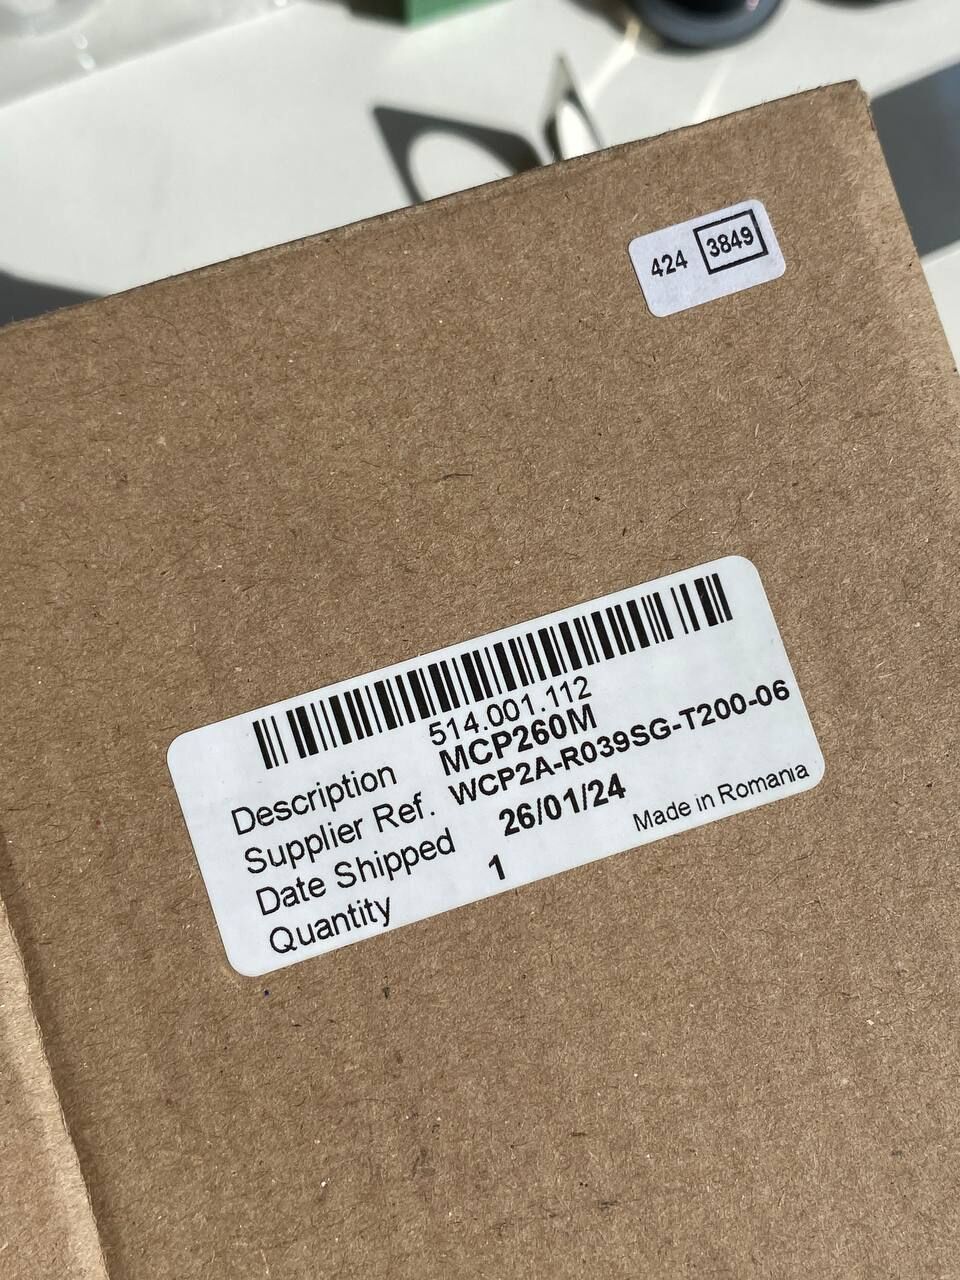 424 3849
514.001.112
Description MCP260M
Supplier Ref. WCP2A-R039SG-T200-06
Date Shipped 26/01/24
Quantity 1 Made in Romania